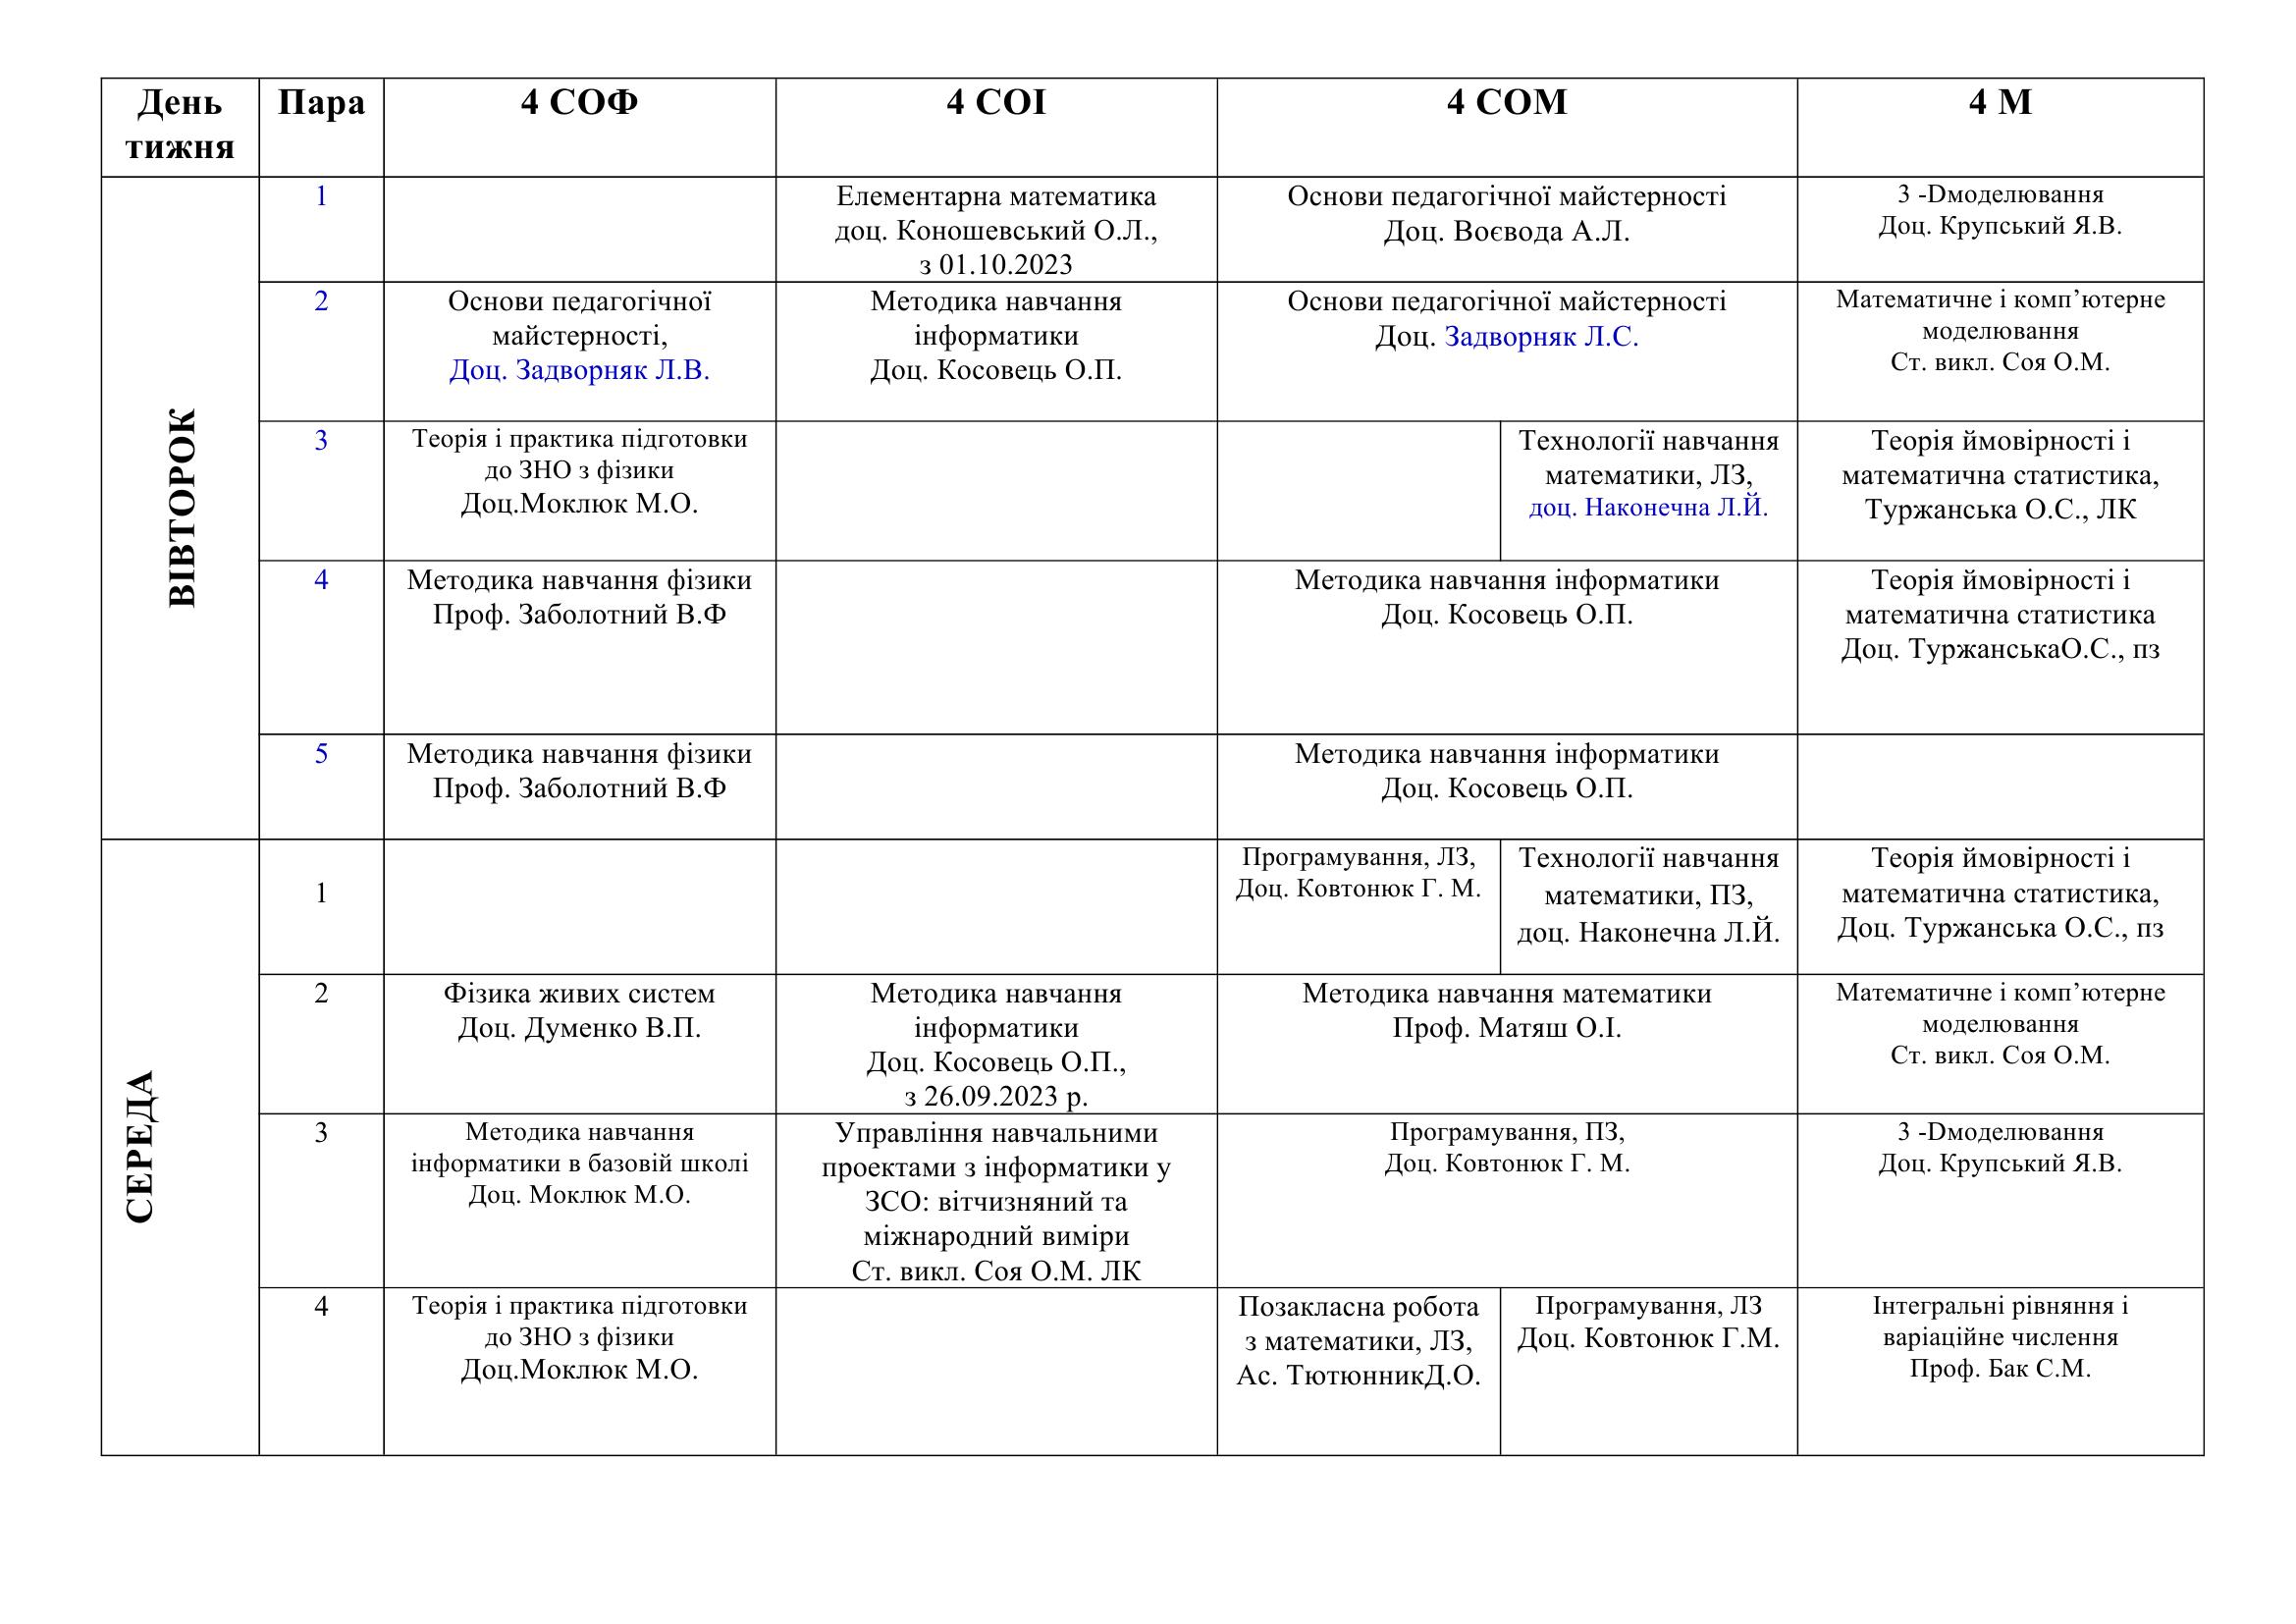 День
тижня
Пара
4 СОФ
4 СОІ
4 СОМ
4 М
ВІВТОРОК
1
Елементарна математика
доц. Коношевський О.Л.,
з 01.10.2023
Основи педагогічної майстерності
Доц. Воєвода А.Л.
3 -Dмоделювання
Доц. Крупський Я.В.
2
Основи педагогічної
майстерності,
Доц. Задворняк Л.В.
Методика навчання
інформатики
Доц. Косовець О.П.
Основи педагогічної майстерності
Доц. Задворняк Л.С.
Математичне і комп’ютерне
моделювання
Ст. викл. Соя О.М.
3
Теорія і практика підготовки
до ЗНО з фізики
Доц.Моклюк М.О.
Технології навчання
математики, ЛЗ,
доц. Наконечна Л.Й.
Теорія ймовірності і
математична статистика,
Туржанська О.С., ЛК
4
Методика навчання фізики
Проф. Заболотний В.Ф
Методика навчання інформатики
Доц. Косовець О.П.
Теорія ймовірності і
математична статистика
Доц. ТуржанськаО.С., пз
5
Методика навчання фізики
Проф. Заболотний В.Ф
Методика навчання інформатики
Доц. Косовець О.П.
СЕРЕДА
1
Програмування, ЛЗ,
Доц. Ковтонюк Г. М.
Технології навчання
математики, ПЗ,
доц. Наконечна Л.Й.
Теорія ймовірності і
математична статистика,
Доц. Туржанська О.С., пз
2
Фізика живих систем
Доц. Думенко В.П.
Методика навчання
інформатики
Доц. Косовець О.П.,
з 26.09.2023 р.
Методика навчання математики
Проф. Матяш О.І.
Математичне і комп’ютерне
моделювання
Ст. викл. Соя О.М.
3
Методика навчання
інформатики в базовій школі
Доц. Моклюк М.О.
Управління навчальними
проектами з інформатики у
ЗСО: вітчизняний та
міжнародний виміри
Ст. викл. Соя О.М. ЛК
Програмування, ПЗ,
Доц. Ковтонюк Г. М.
3 -Dмоделювання
Доц. Крупський Я.В.
4
Теорія і практика підготовки
до ЗНО з фізики
Доц.Моклюк М.О.
Позакласна робота
з математики, ЛЗ,
Ас. ТютюнникД.О.
Програмування, ЛЗ
Доц. Ковтонюк Г.М.
Інтегральні рівняння і
варіаційне числення
Проф. Бак С.М.